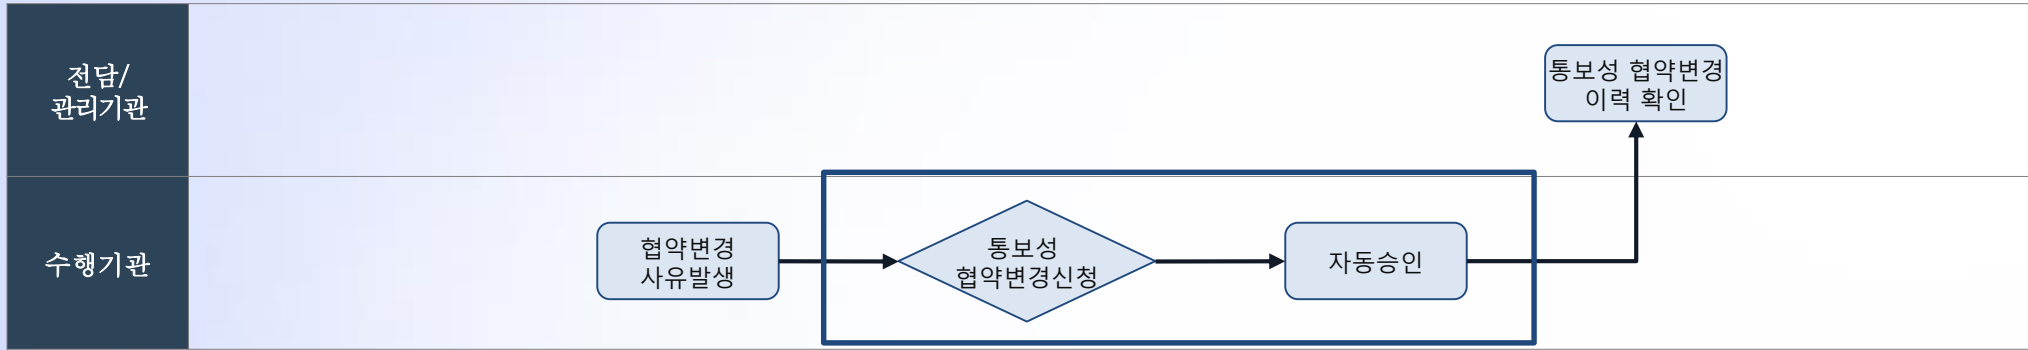 전담/
관리기관
통보성 협약변경
이력 확인
수행기관
협약변경
사유발생
통보성
협약변경신청
자동승인